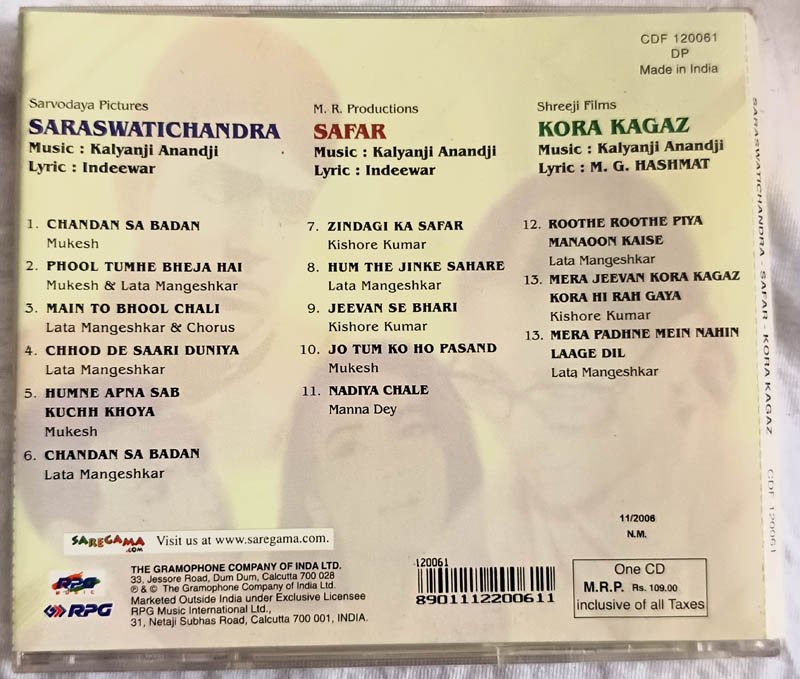 CDF 120061
DP
Made in India
Sarvodaya Pictures
SARASWATICHANDRA
Music : Kalyanji Anandji
Lyric : Indeewar
1. CHANDAN SA BADAN
Mukesh
2. PHOOL TUMHE BHEJA HAI
Mukesh & Lata Mangeshkar
3. MAIN TO BHOOL CHALI
Lata Mangeshkar & Chorus
4. CHHOD DE SAARI DUNIYA
Lata Mangeshkar
5. HUMNE APNA SAB
KUCHH KHOYA
Mukesh
6. CHANDAN SA BADAN
Lata Mangeshkar
M. R. Productions
SAFAR
Music : Kalyanji Anandji
Lyric : Indeewar
7. ZINDAGI KA SAFAR
Kishore Kumar
8. HUM THE JINKE SAHARE
Lata Mangeshkar
9. JEEVAN SE BHARI
Kishore Kumar
10. JO TUM KO HO PASAND
Mukesh
11. NADIYA CHALE
Manna Dey
Shreeji Films
KORA KAGAZ
Music : Kalyanji Anandji
Lyric : M. G. HASHMAT
12. ROOTHE ROOTHE PIYA
MANAOON KAISE
Lata Mangeshkar
13. MERA JEEVAN KORA KAGAZ
KORA HI RAH GAYA
Kishore Kumar
13. MERA PADHNE MEIN NAHIN
LAAGE DIL
Lata Mangeshkar
SARASWATICHANDRA - SAFAR - KORA KAGAZ CDF 120061
11/2006
N.M.
SAREGAMA
.COM
Visit us at www.saregama.com.
RPG
MUSIC
RPG
THE GRAMOPHONE COMPANY OF INDA LTD.
33, Jessore Road, Dum Dum, Calcutta 700 028
℗ & © The Gramophone Company of India Ltd.
Marketed Outside India under Exclusive Licensee
RPG Music International Ltd.,
31, Netaji Subhas Road, Calcutta 700 001, INDIA.
120061
8901112200611
One CD
M.R.P. Rs. 109.00
inclusive of all Taxes